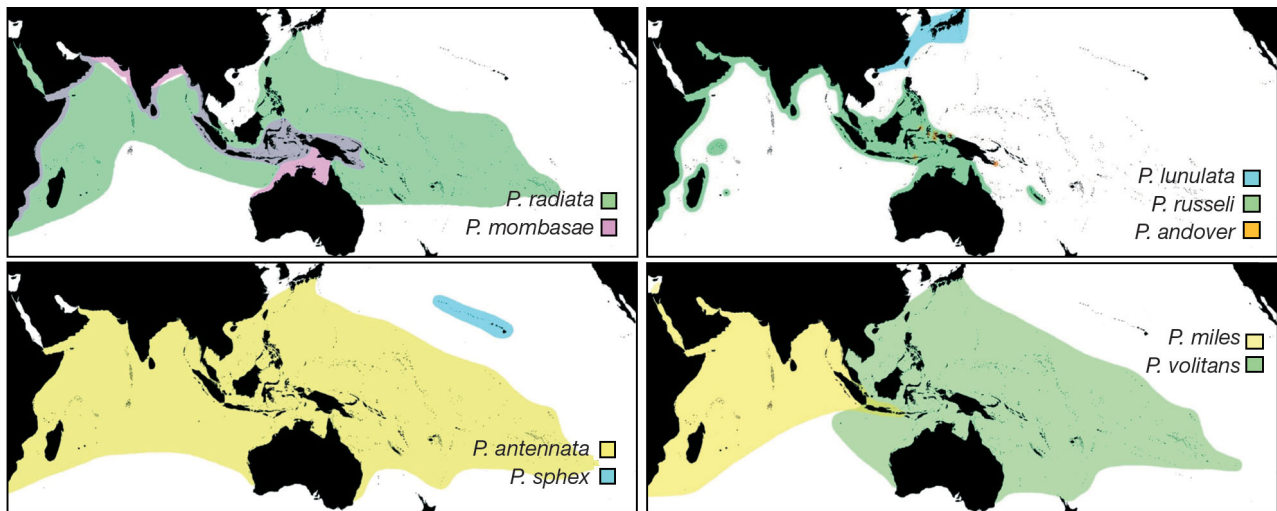 P. radiata
P. mombasae
P. lunulata
P. russeli
P. andover
P. antennata
P. sphex
P. miles
P. volitans